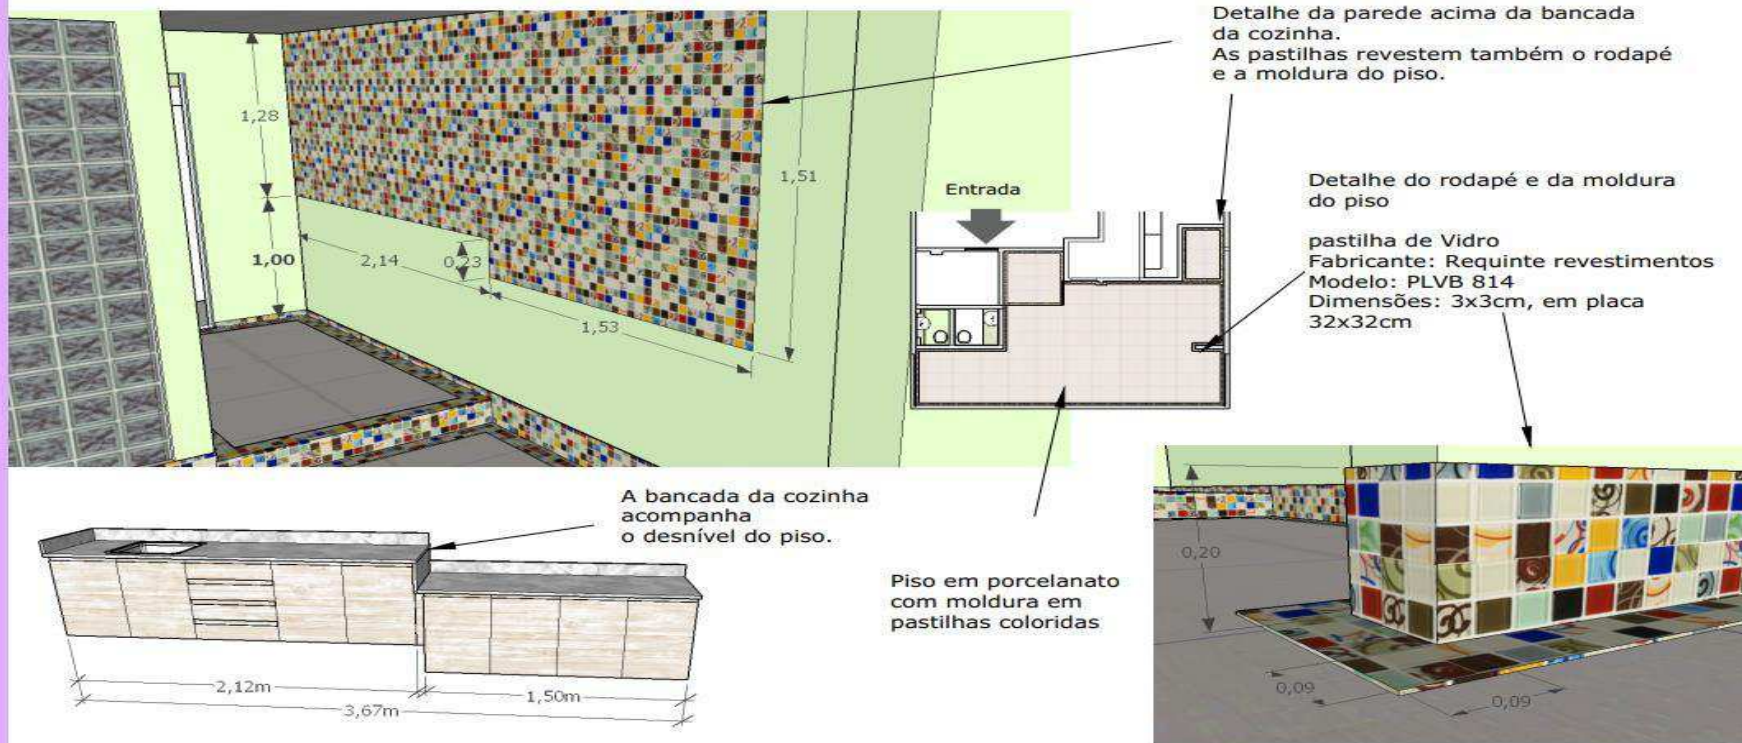 Detalhe da parede acima da bancada
da cozinha.
As pastilhas revestem também o rodapé
e a moldura do piso.
1,28
1,51
1,00
2,14
0,23
1,53
Entrada
Detalhe do rodapé e da moldura
do piso
pastilha de Vidro
Fabricante: Requinte revestimentos
Modelo: PLVB 814
Dimensões: 3x3cm, em placa
32x32cm
A bancada da cozinha
acompanha
o desnível do piso.
2,12m
1,50m
3,67m
Piso em porcelanato
com moldura em
pastilhas coloridas
0,20
0,09
0,09